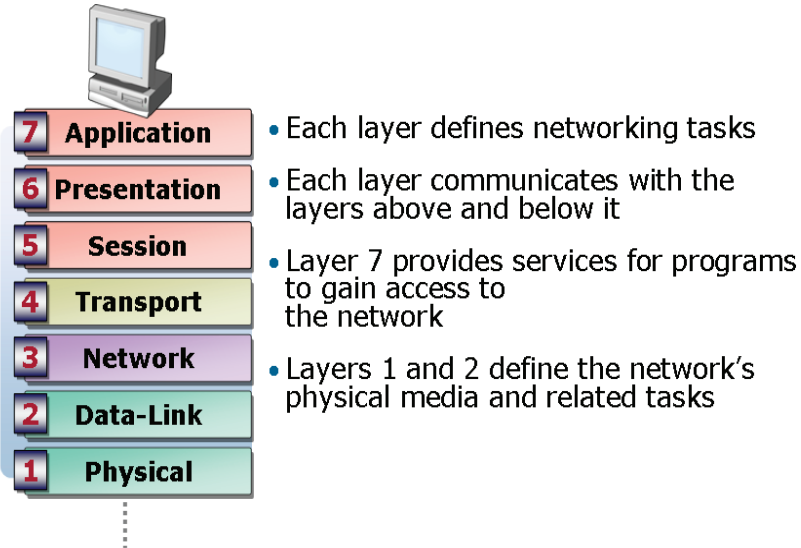 7 Application
6 Presentation
5 Session
4 Transport
3 Network
2 Data-Link
1 Physical
• Each layer defines networking tasks
• Each layer communicates with the
layers above and below it
• Layer 7 provides services for programs
to gain access to
the network
• Layers 1 and 2 define the network’s
physical media and related tasks